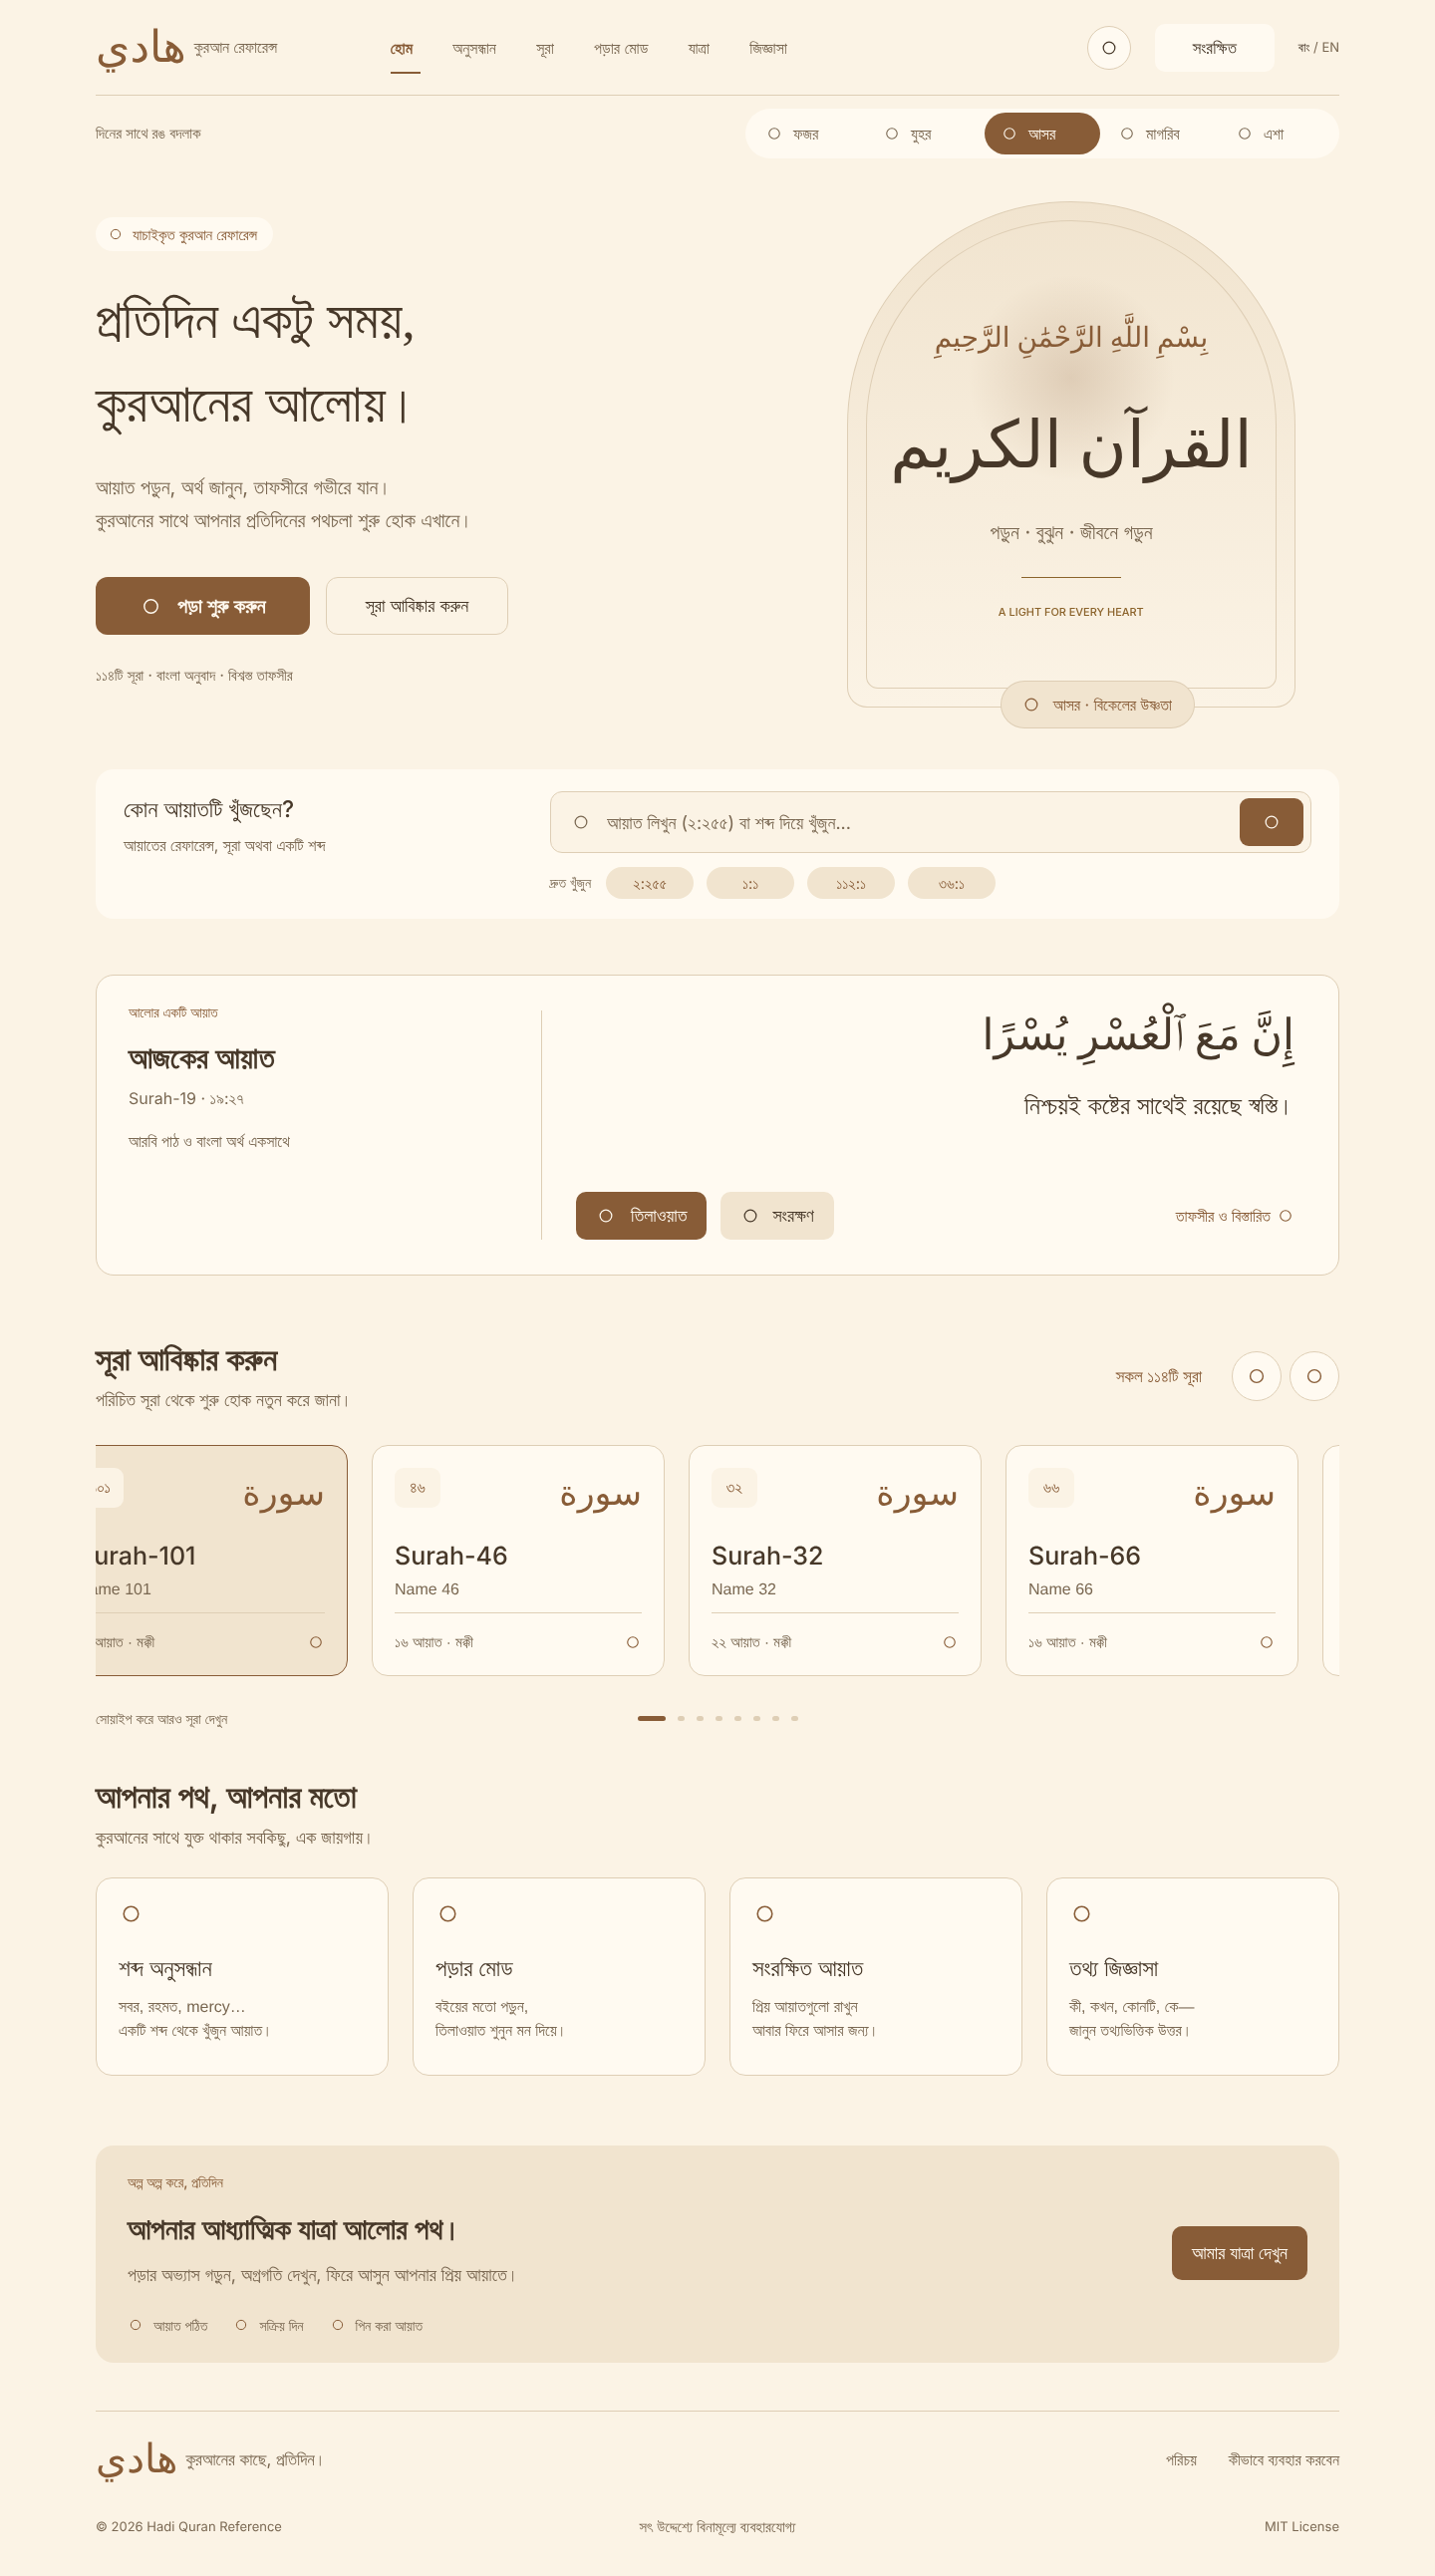 هادي কুরআন রেফারেন্স
হোম অনুসন্ধান সূরা পড়ার মোড যাত্রা জিজ্ঞাসা
সংরক্ষিত
বাং / EN
দিনের সাথে রঙ বদলাক
ফজর যুহর আসর মাগরিব এশা
যাচাইকৃত কুরআন রেফারেন্স
প্রতিদিন একটু সময়,
কুরআনের আলোয়।
আয়াত পড়ুন, অর্থ জানুন, তাফসীরে গভীরে যান।
কুরআনের সাথে আপনার প্রতিদিনের পথচলা শুরু হোক এখানে।
পড়া শুরু করুন
সূরা আবিষ্কার করুন
১১৪টি সূরা · বাংলা অনুবাদ · বিশ্বস্ত তাফসীর
بِسْمِ اللَّهِ الرَّحْمَٰنِ الرَّحِيمِ
القرآن الكريم
পড়ুন · বুঝুন · জীবনে গড়ুন
A LIGHT FOR EVERY HEART
আসর · বিকেলের উষ্ণতা
কোন আয়াতটি খুঁজছেন?
আয়াতের রেফারেন্স, সূরা অথবা একটি শব্দ
আয়াত লিখুন (২:২৫৫) বা শব্দ দিয়ে খুঁজুন...
দ্রুত খুঁজুন ২:২৫৫ ১:১ ১১২:১ ৩৬:১
আলোর একটি আয়াত
আজকের আয়াত
Surah-19 · ১৯:২৭
আরবি পাঠ ও বাংলা অর্থ একসাথে
إِنَّ مَعَ ٱلْعُسْرِ يُسْرًا
নিশ্চয়ই কষ্টের সাথেই রয়েছে স্বস্তি।
তিলাওয়াত সংরক্ষণ
তাফসীর ও বিস্তারিত
সূরা আবিষ্কার করুন
পরিচিত সূরা থেকে শুরু হোক নতুন করে জানা।
সকল ১১৪টি সূরা
০১ سورة
urah-101
me 101
আয়াত · মক্কী
৪৬ سورة
Surah-46
Name 46
১৬ আয়াত · মক্কী
৩২ سورة
Surah-32
Name 32
২২ আয়াত · মক্কী
৬৬ سورة
Surah-66
Name 66
১৬ আয়াত · মক্কী
সোয়াইপ করে আরও সূরা দেখুন
আপনার পথ, আপনার মতো
কুরআনের সাথে যুক্ত থাকার সবকিছু, এক জায়গায়।
শব্দ অনুসন্ধান
সবর, রহমত, mercy...
একটি শব্দ থেকে খুঁজুন আয়াত।
পড়ার মোড
বইয়ের মতো পড়ুন,
তিলাওয়াত শুনুন মন দিয়ে।
সংরক্ষিত আয়াত
প্রিয় আয়াতগুলো রাখুন
আবার ফিরে আসার জন্য।
তথ্য জিজ্ঞাসা
কী, কখন, কোনটি, কে—
জানুন তথ্যভিত্তিক উত্তর।
অল্প অল্প করে, প্রতিদিন
আপনার আধ্যাত্মিক যাত্রা আলোর পথ।
পড়ার অভ্যাস গড়ুন, অগ্রগতি দেখুন, ফিরে আসুন আপনার প্রিয় আয়াতে।
আয়াত পঠিত সক্রিয় দিন পিন করা আয়াত
আমার যাত্রা দেখুন
هادي কুরআনের কাছে, প্রতিদিন।
পরিচয় কীভাবে ব্যবহার করবেন
© 2026 Hadi Quran Reference
সৎ উদ্দেশ্যে বিনামূল্যে ব্যবহারযোগ্য
MIT License